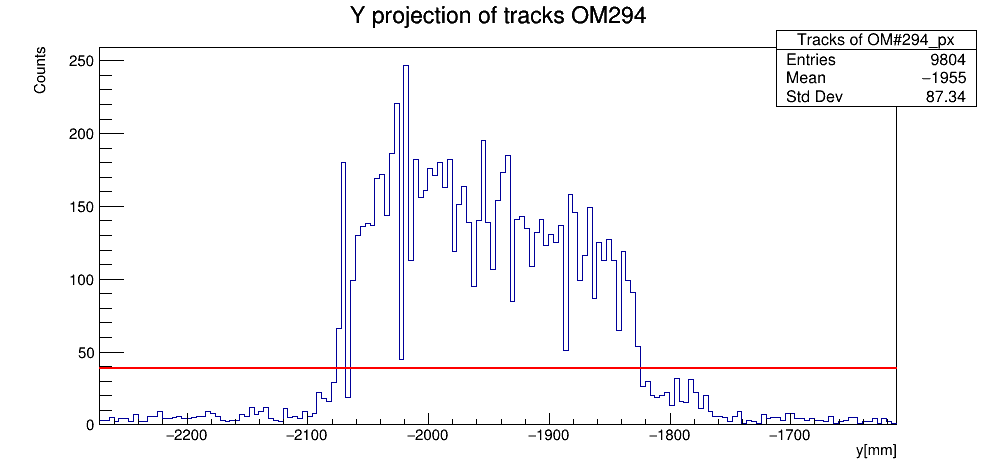 Y projection of tracks OM294
Tracks of OM#294_px
Entries 9804
Mean −1955
Std Dev 87.34
Counts
250
200
150
100
50
0
−2200 −2100 −2000 −1900 −1800 −1700
y[mm]